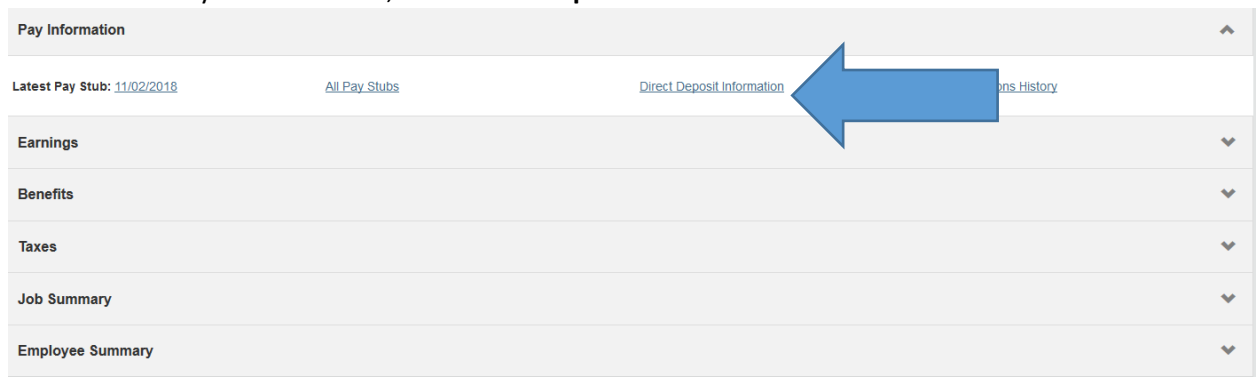 Pay Information
Latest Pay Stub: 11/02/2018 All Pay Stubs Direct Deposit Information History
Earnings
Benefits
Taxes
Job Summary
Employee Summary